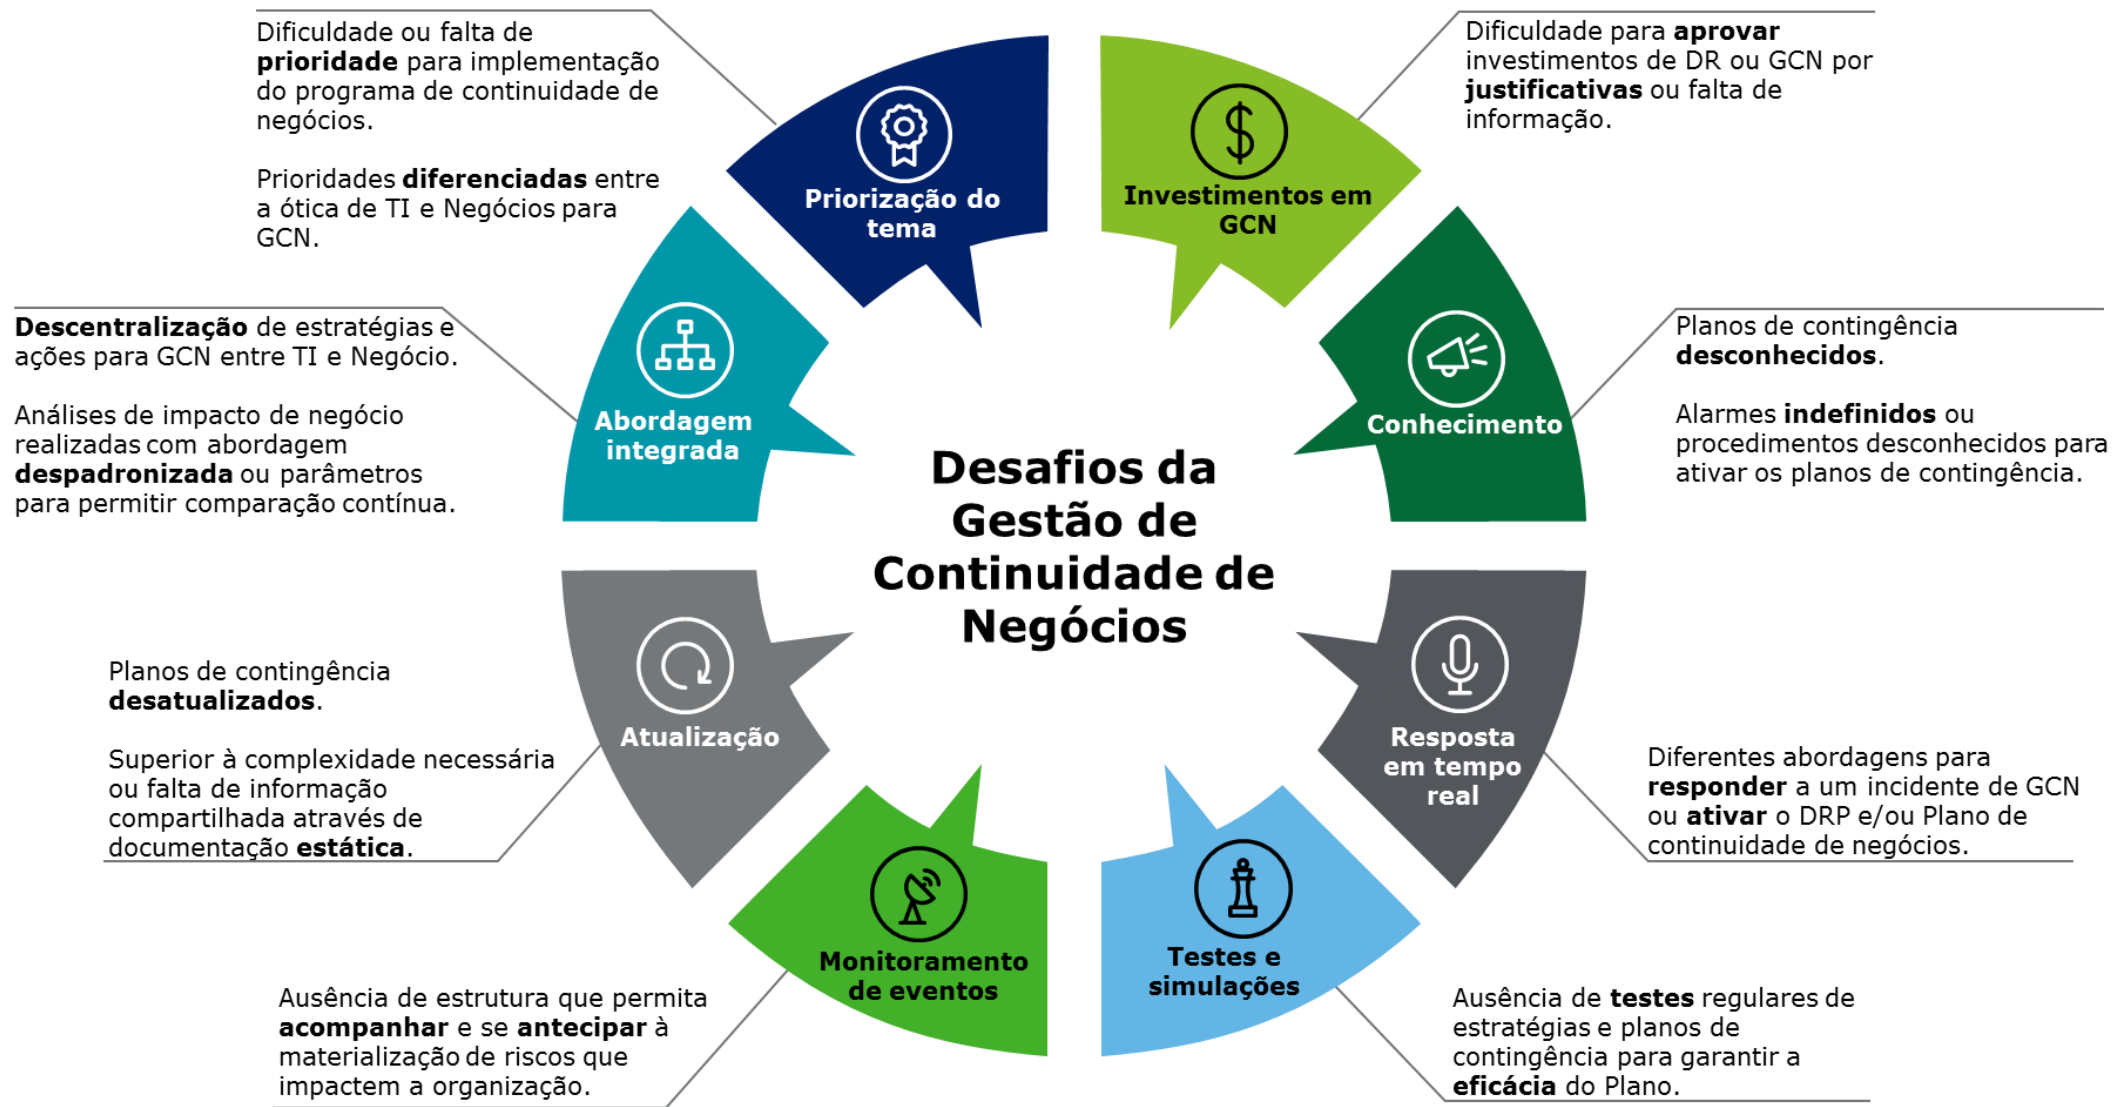 Dificuldade ou falta de
prioridade para implementação
do programa de continuidade de
negócios.
Prioridades diferenciadas entre
a ótica de TI e Negócios para
GCN.
Priorização do
tema
Investimentos em
GCN
Dificuldade para aprovar
investimentos de DR ou GCN por
justificativas ou falta de
informação.
Descentralização de estratégias e
ações para GCN entre TI e Negócio.
Análises de impacto de negócio
realizadas com abordagem
despadronizada ou parâmetros
para permitir comparação contínua.
Abordagem
integrada
Conhecimento
Planos de contingência
desconhecidos.
Alarmes indefinidos ou
procedimentos desconhecidos para
ativar os planos de contingência.
Desafios da
Gestão de
Continuidade de
Negócios
Planos de contingência
desatualizados.
Superior à complexidade necessária
ou falta de informação
compartilhada através de
documentação estática.
Atualização
Resposta
em tempo
real
Diferentes abordagens para
responder a um incidente de GCN
ou ativar o DRP e/ou Plano de
continuidade de negócios.
Ausência de estrutura que permita
acompanhar e se antecipar à
materialização de riscos que
impactem a organização.
Monitoramento
de eventos
Testes e
simulações
Ausência de testes regulares de
estratégias e planos de
contingência para garantir a
eficácia do Plano.